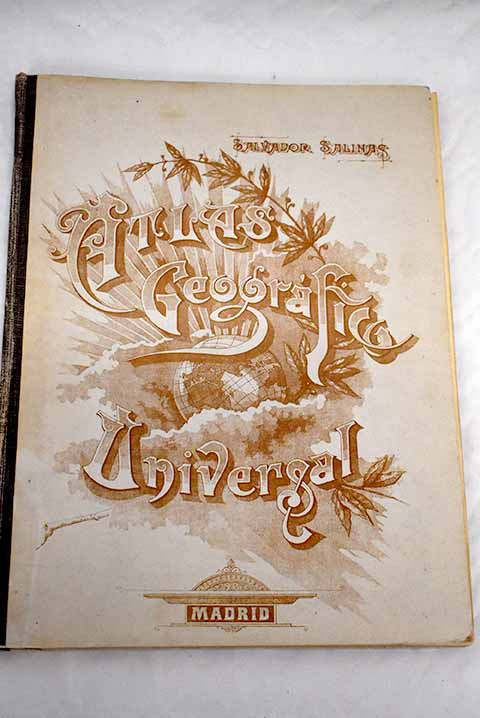 SALVADOR SALINAS
ATLAS
Geográfico
Universal
MADRID